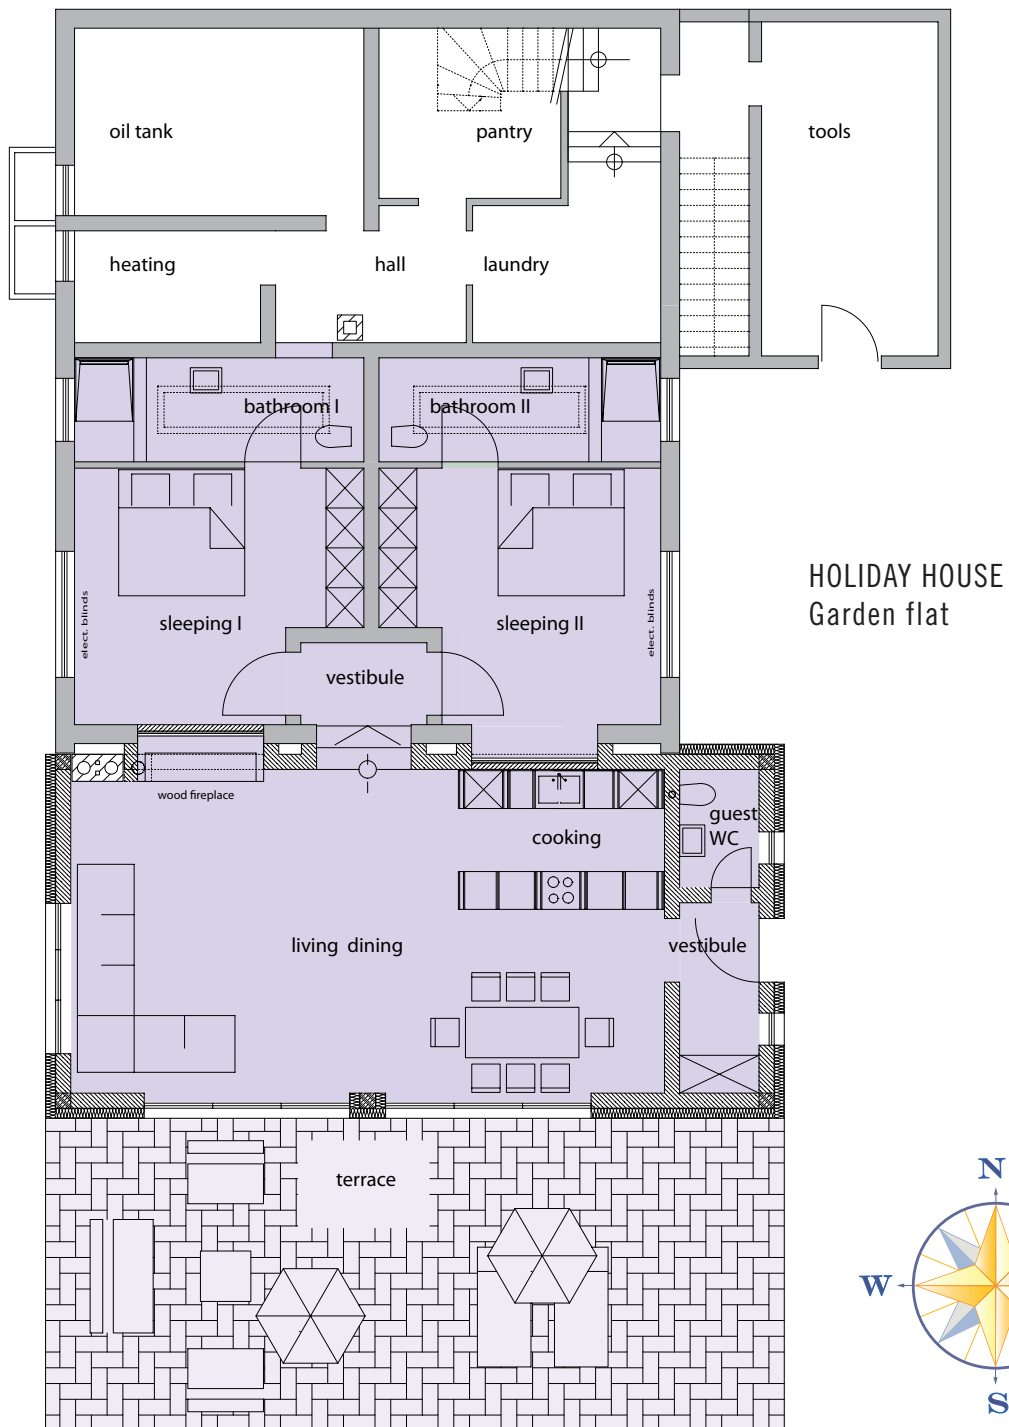 oil tank
pantry
tools
heating
hall
laundry
bathroom I
bathroom II
HOLIDAY HOUSE
Garden flat
elect. blinds
elect. blinds
sleeping I
sleeping II
vestibule
wood fireplace
guest
WC
cooking
living dining
vestibule
terrace
N
W
S